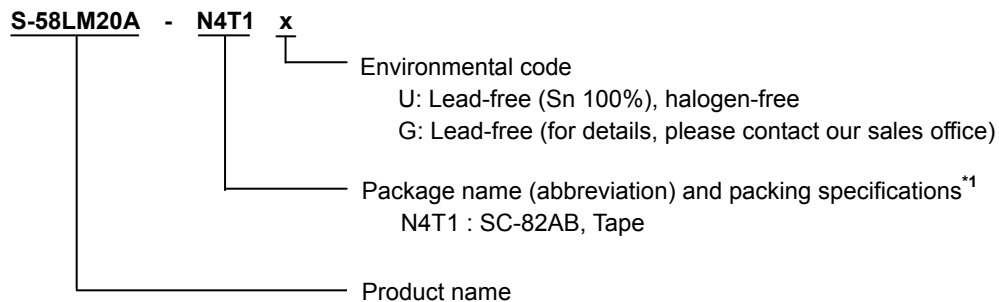 S-58LM20A - N4T1 x
Environmental code
U: Lead-free (Sn 100%), halogen-free
G: Lead-free (for details, please contact our sales office)
Package name (abbreviation) and packing specifications*1
N4T1 : SC-82AB, Tape
Product name